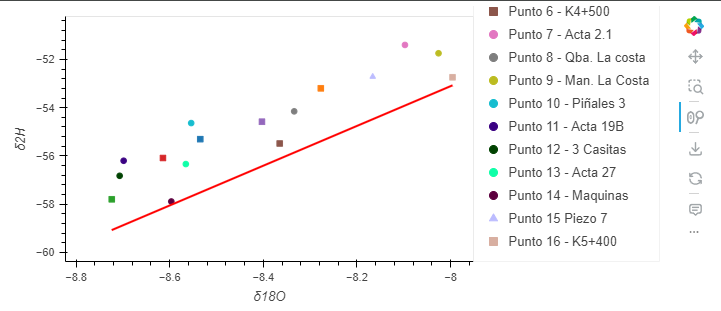 Punto 6 - K4+500
Punto 7 - Acta 2.1
Punto 8 - Qba. La costa
Punto 9 - Man. La Costa
Punto 10 - Piñales 3
Punto 11 - Acta 19B
Punto 12 - 3 Casitas
Punto 13 - Acta 27
Punto 14 - Maquinas
Punto 15 Piezo 7
Punto 16 - K5+400
δ2H
−52
−54
−56
−58
−60
−8.8
−8.6
−8.4
−8.2
−8
δ18O